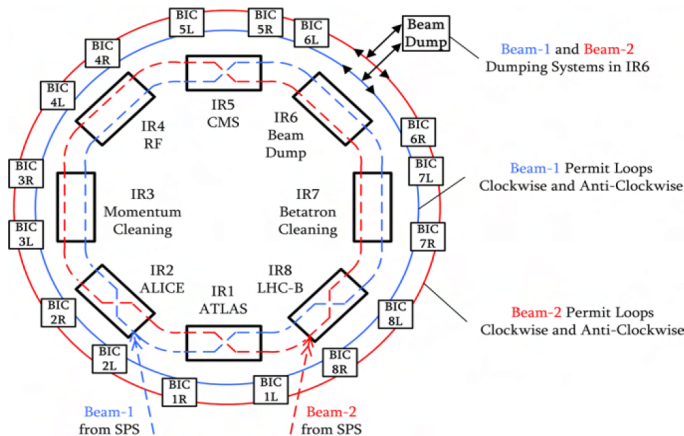 BIC
5L
BIC
5R
BIC
6L
Beam
Dump
Beam-1 and Beam-2
Dumping Systems in IR6
BIC
4R
BIC
4L
IR5
CMS
IR4
RF
IR6
Beam
Dump
BIC
6R
BIC
7L
BIC
3R
BIC
3L
IR3
Momentum
Cleaning
IR7
Betatron
Cleaning
Beam-1 Permit Loops
Clockwise and Anti-Clockwise
BIC
7R
IR2
ALICE
IR1
ATLAS
IR8
LHC-B
BIC
2R
BIC
2L
BIC
1R
BIC
1L
BIC
8R
BIC
8L
Beam-2 Permit Loops
Clockwise and Anti-Clockwise
Beam-1
from SPS
Beam-2
from SPS